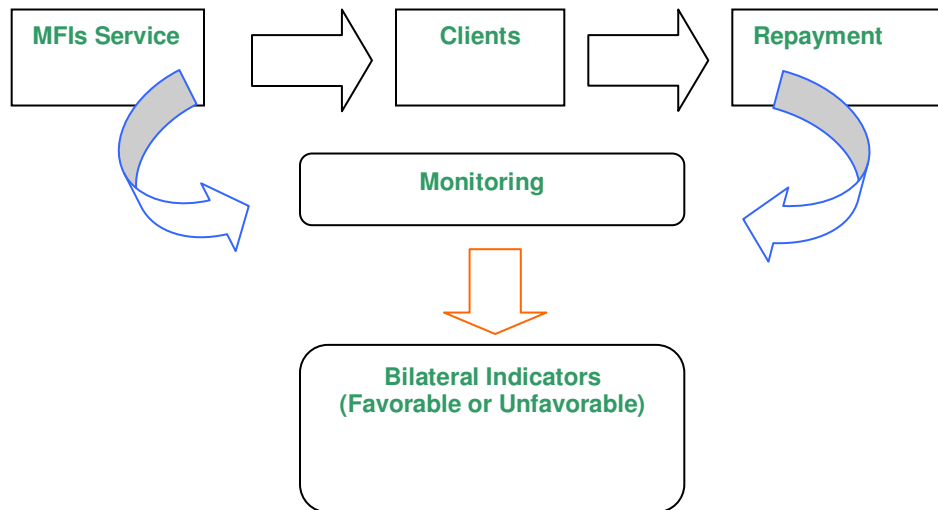 MFIs Service
Clients
Repayment
Monitoring
Bilateral Indicators
(Favorable or Unfavorable)